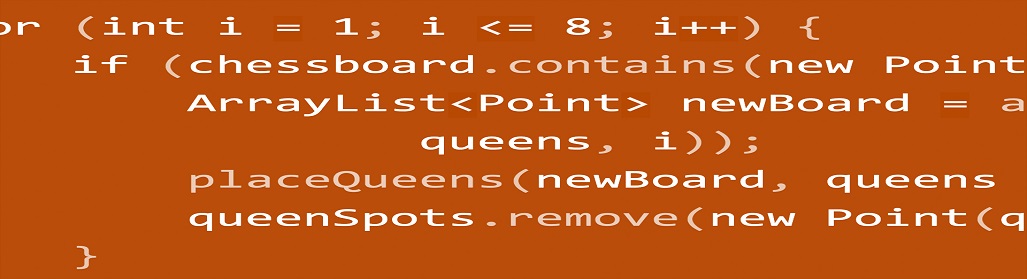 or (int i = 1; i <= 8; i++) {
if (chessboard.contains(new Point
ArrayList<Point> newBoard = a
queens, i));
placeQueens(newBoard, queens
queenSpots.remove(new Point(q
}